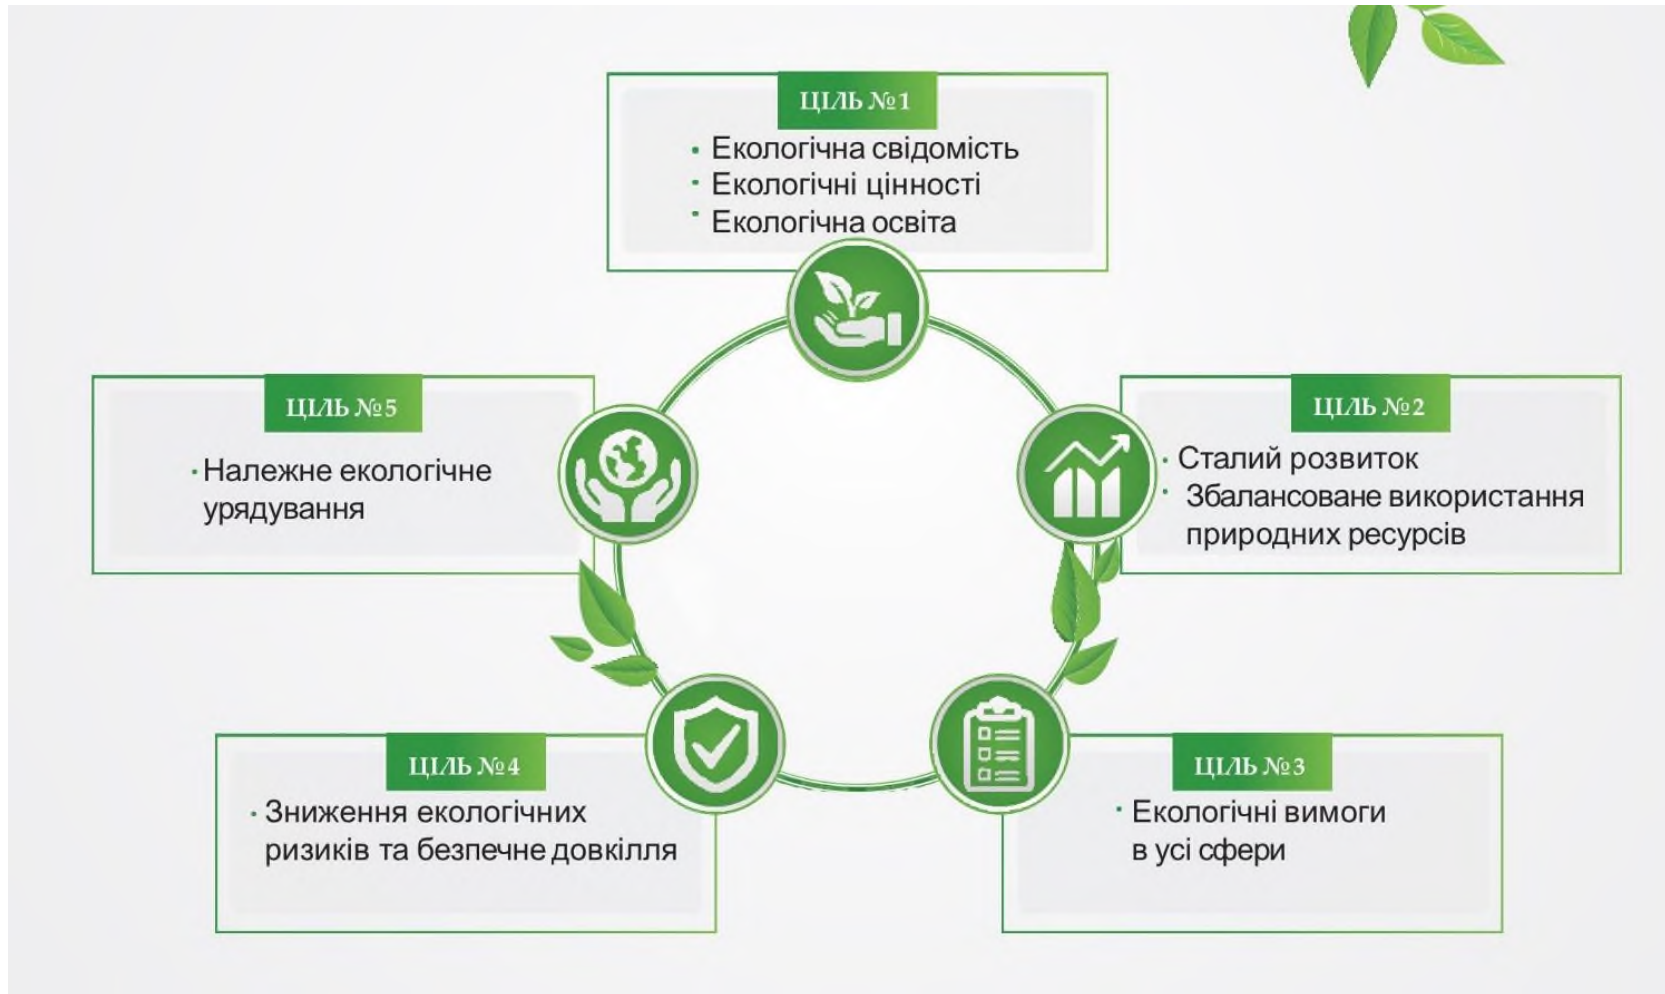 ЦІЛЬ №1
• Екологічна свідомість
• Екологічні цінності
• Екологічна освіта
ЦІЛЬ №2
• Сталий розвиток
• Збалансоване використання
природних ресурсів
ЦІЛЬ №3
• Екологічні вимоги
в усі сфери
ЦІЛЬ №4
• Зниження екологічних
ризиків та безпечне довкілля
ЦІЛЬ №5
• Належне екологічне
урядування